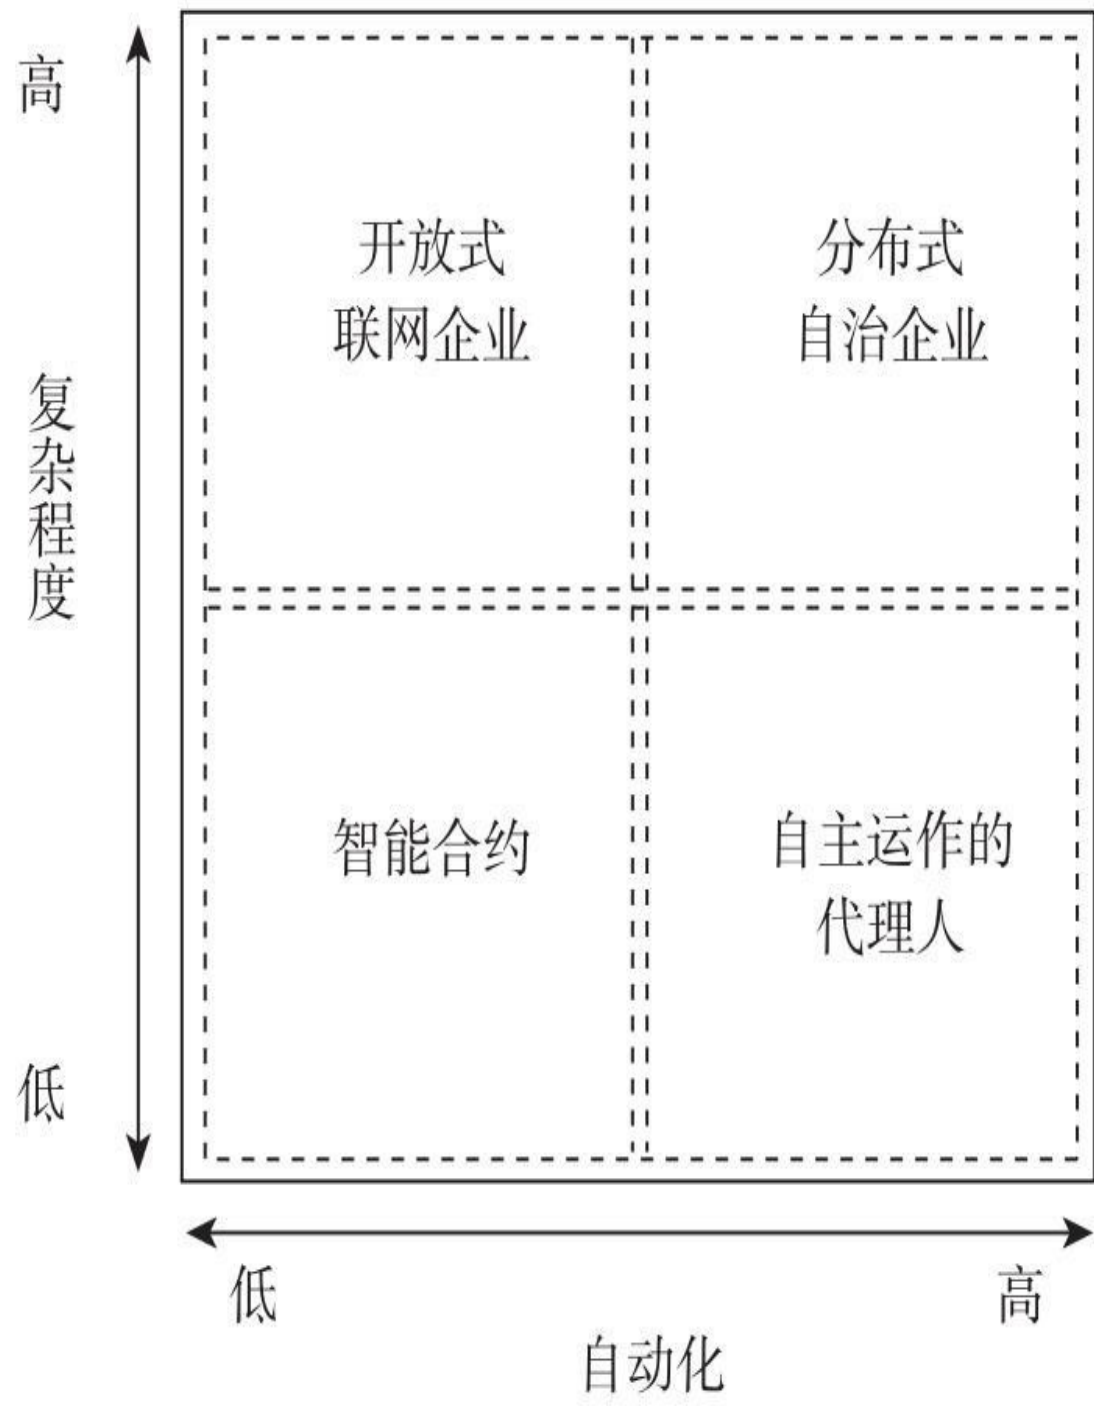 高
开放式
联网企业
分布式
自治企业
复杂程度
智能合约
自主运作的
代理人
低
低
高
自动化